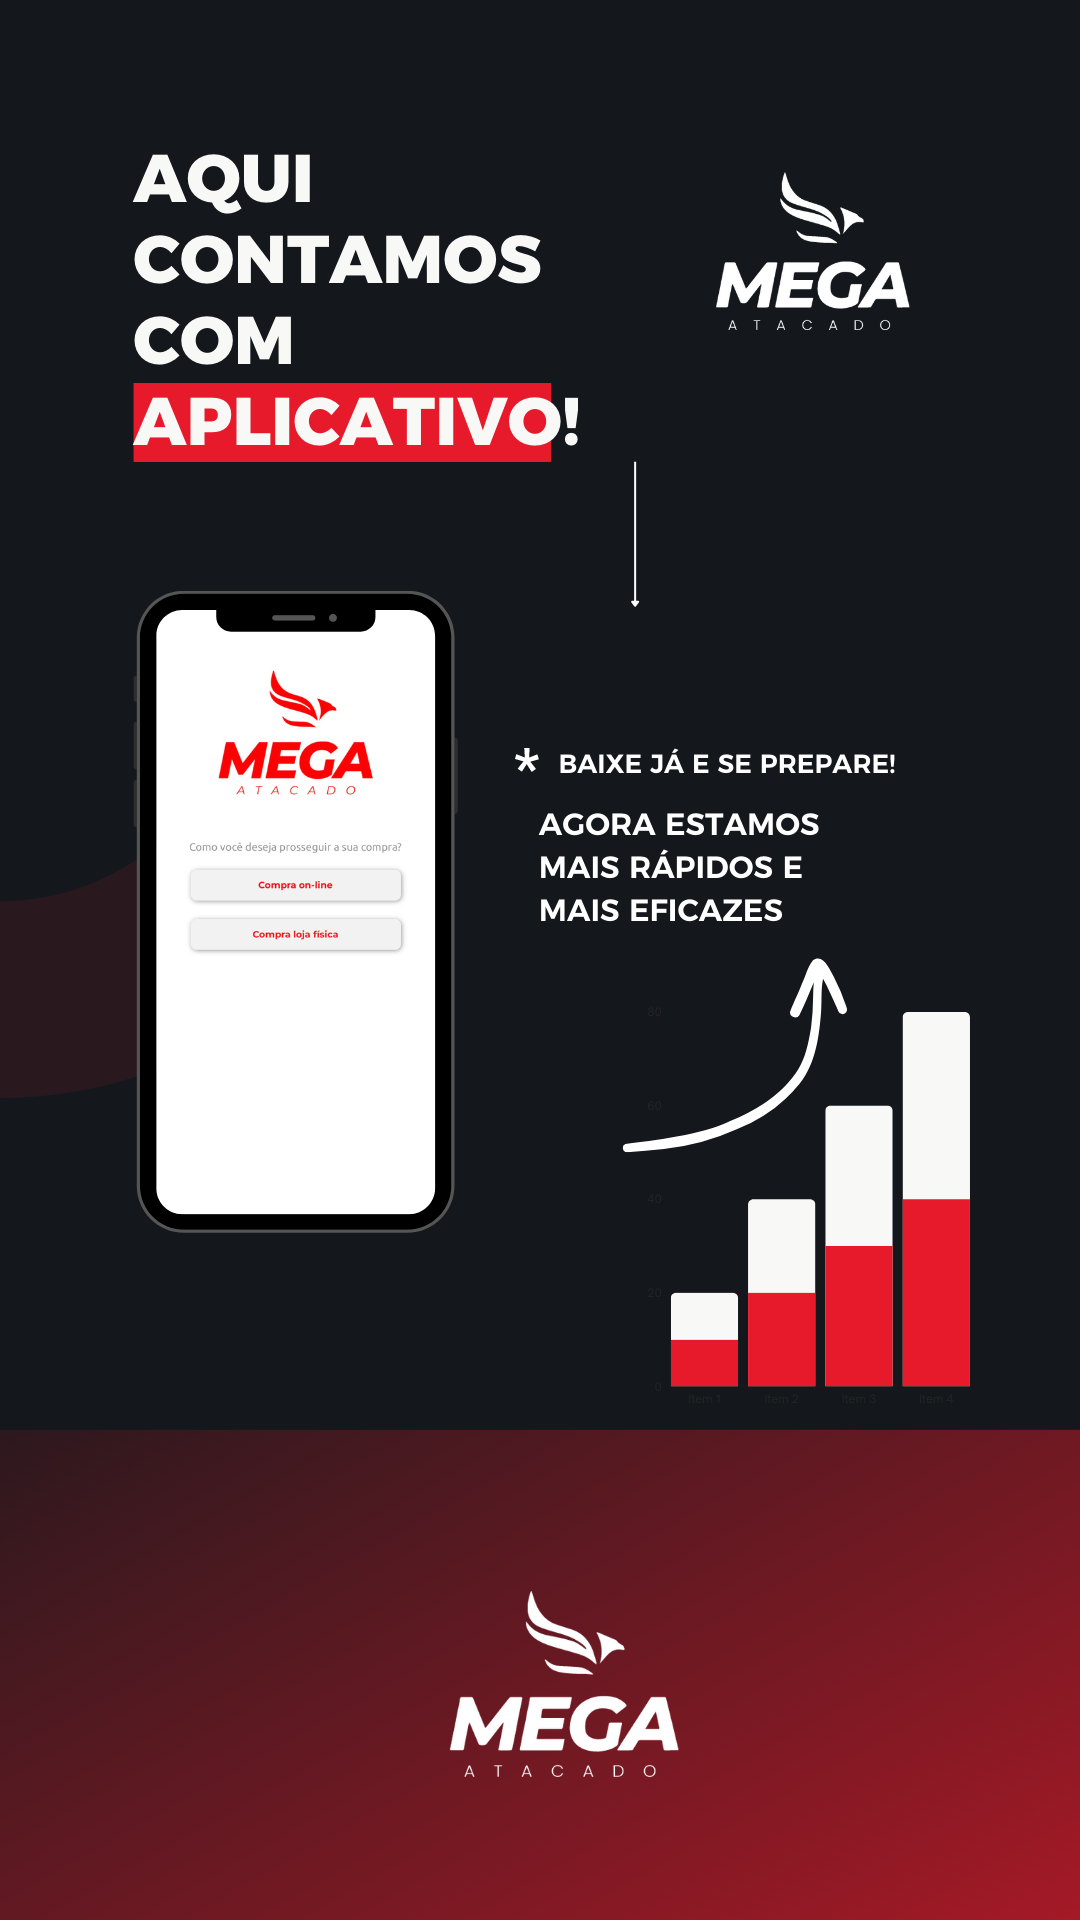 AQUI
CONTAMOS
COM
APLICATIVO!
MEGA
ATACADO
MEGA
ATACADO
Como você deseja prosseguir a sua compra?
Compra on-line
Compra loja física
* BAIXE JÁ E SE PREPARE!
AGORA ESTAMOS
MAIS RÁPIDOS E
MAIS EFICAZES
80
60
40
20
0
Item 1 Item 2 Item 3 Item 4
MEGA
ATACADO